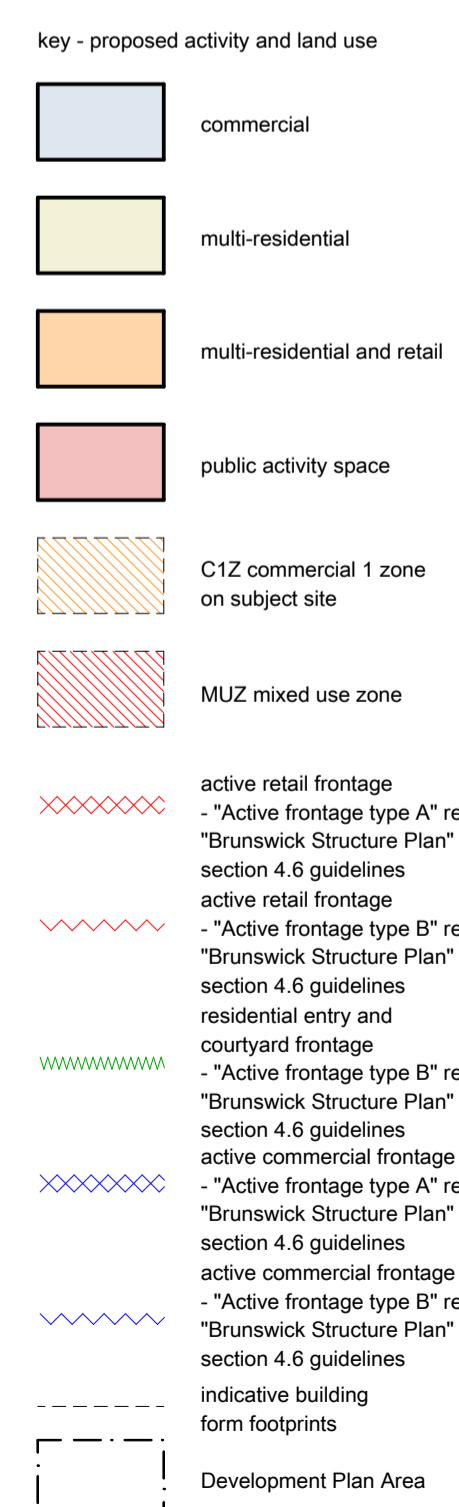 key - proposed activity and land use
commercial
multi-residential
multi-residential and retail
public activity space
C1Z commercial 1 zone
on subject site
MUZ mixed use zone
active retail frontage
- "Active frontage type A" re
"Brunswick Structure Plan"
section 4.6 guidelines
active retail frontage
- "Active frontage type B" re
"Brunswick Structure Plan"
section 4.6 guidelines
residential entry and
courtyard frontage
- "Active frontage type B" re
"Brunswick Structure Plan"
section 4.6 guidelines
active commercial frontage
- "Active frontage type A" re
"Brunswick Structure Plan"
section 4.6 guidelines
active commercial frontage
- "Active frontage type B" re
"Brunswick Structure Plan"
section 4.6 guidelines
indicative building
form footprints
Development Plan Area